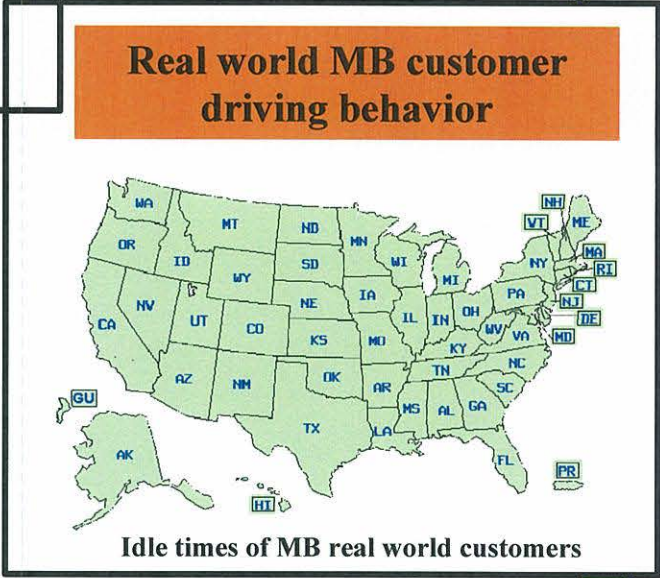 Real world MB customer
driving behavior
WA
MT
ND
MN
OR
ID
WY
SD
WI
MI
NH
VT
ME
MA
RI
CT
NY
NJ
DE
MD
PA
NE
IA
IL
IN
OH
NV
UT
CO
KS
MO
KY
WV
VA
CA
AZ
NM
OK
AR
TN
NC
SC
TX
LA
MS
AL
GA
FL
GU
AK
HI
PR
Idle times of MB real world customers